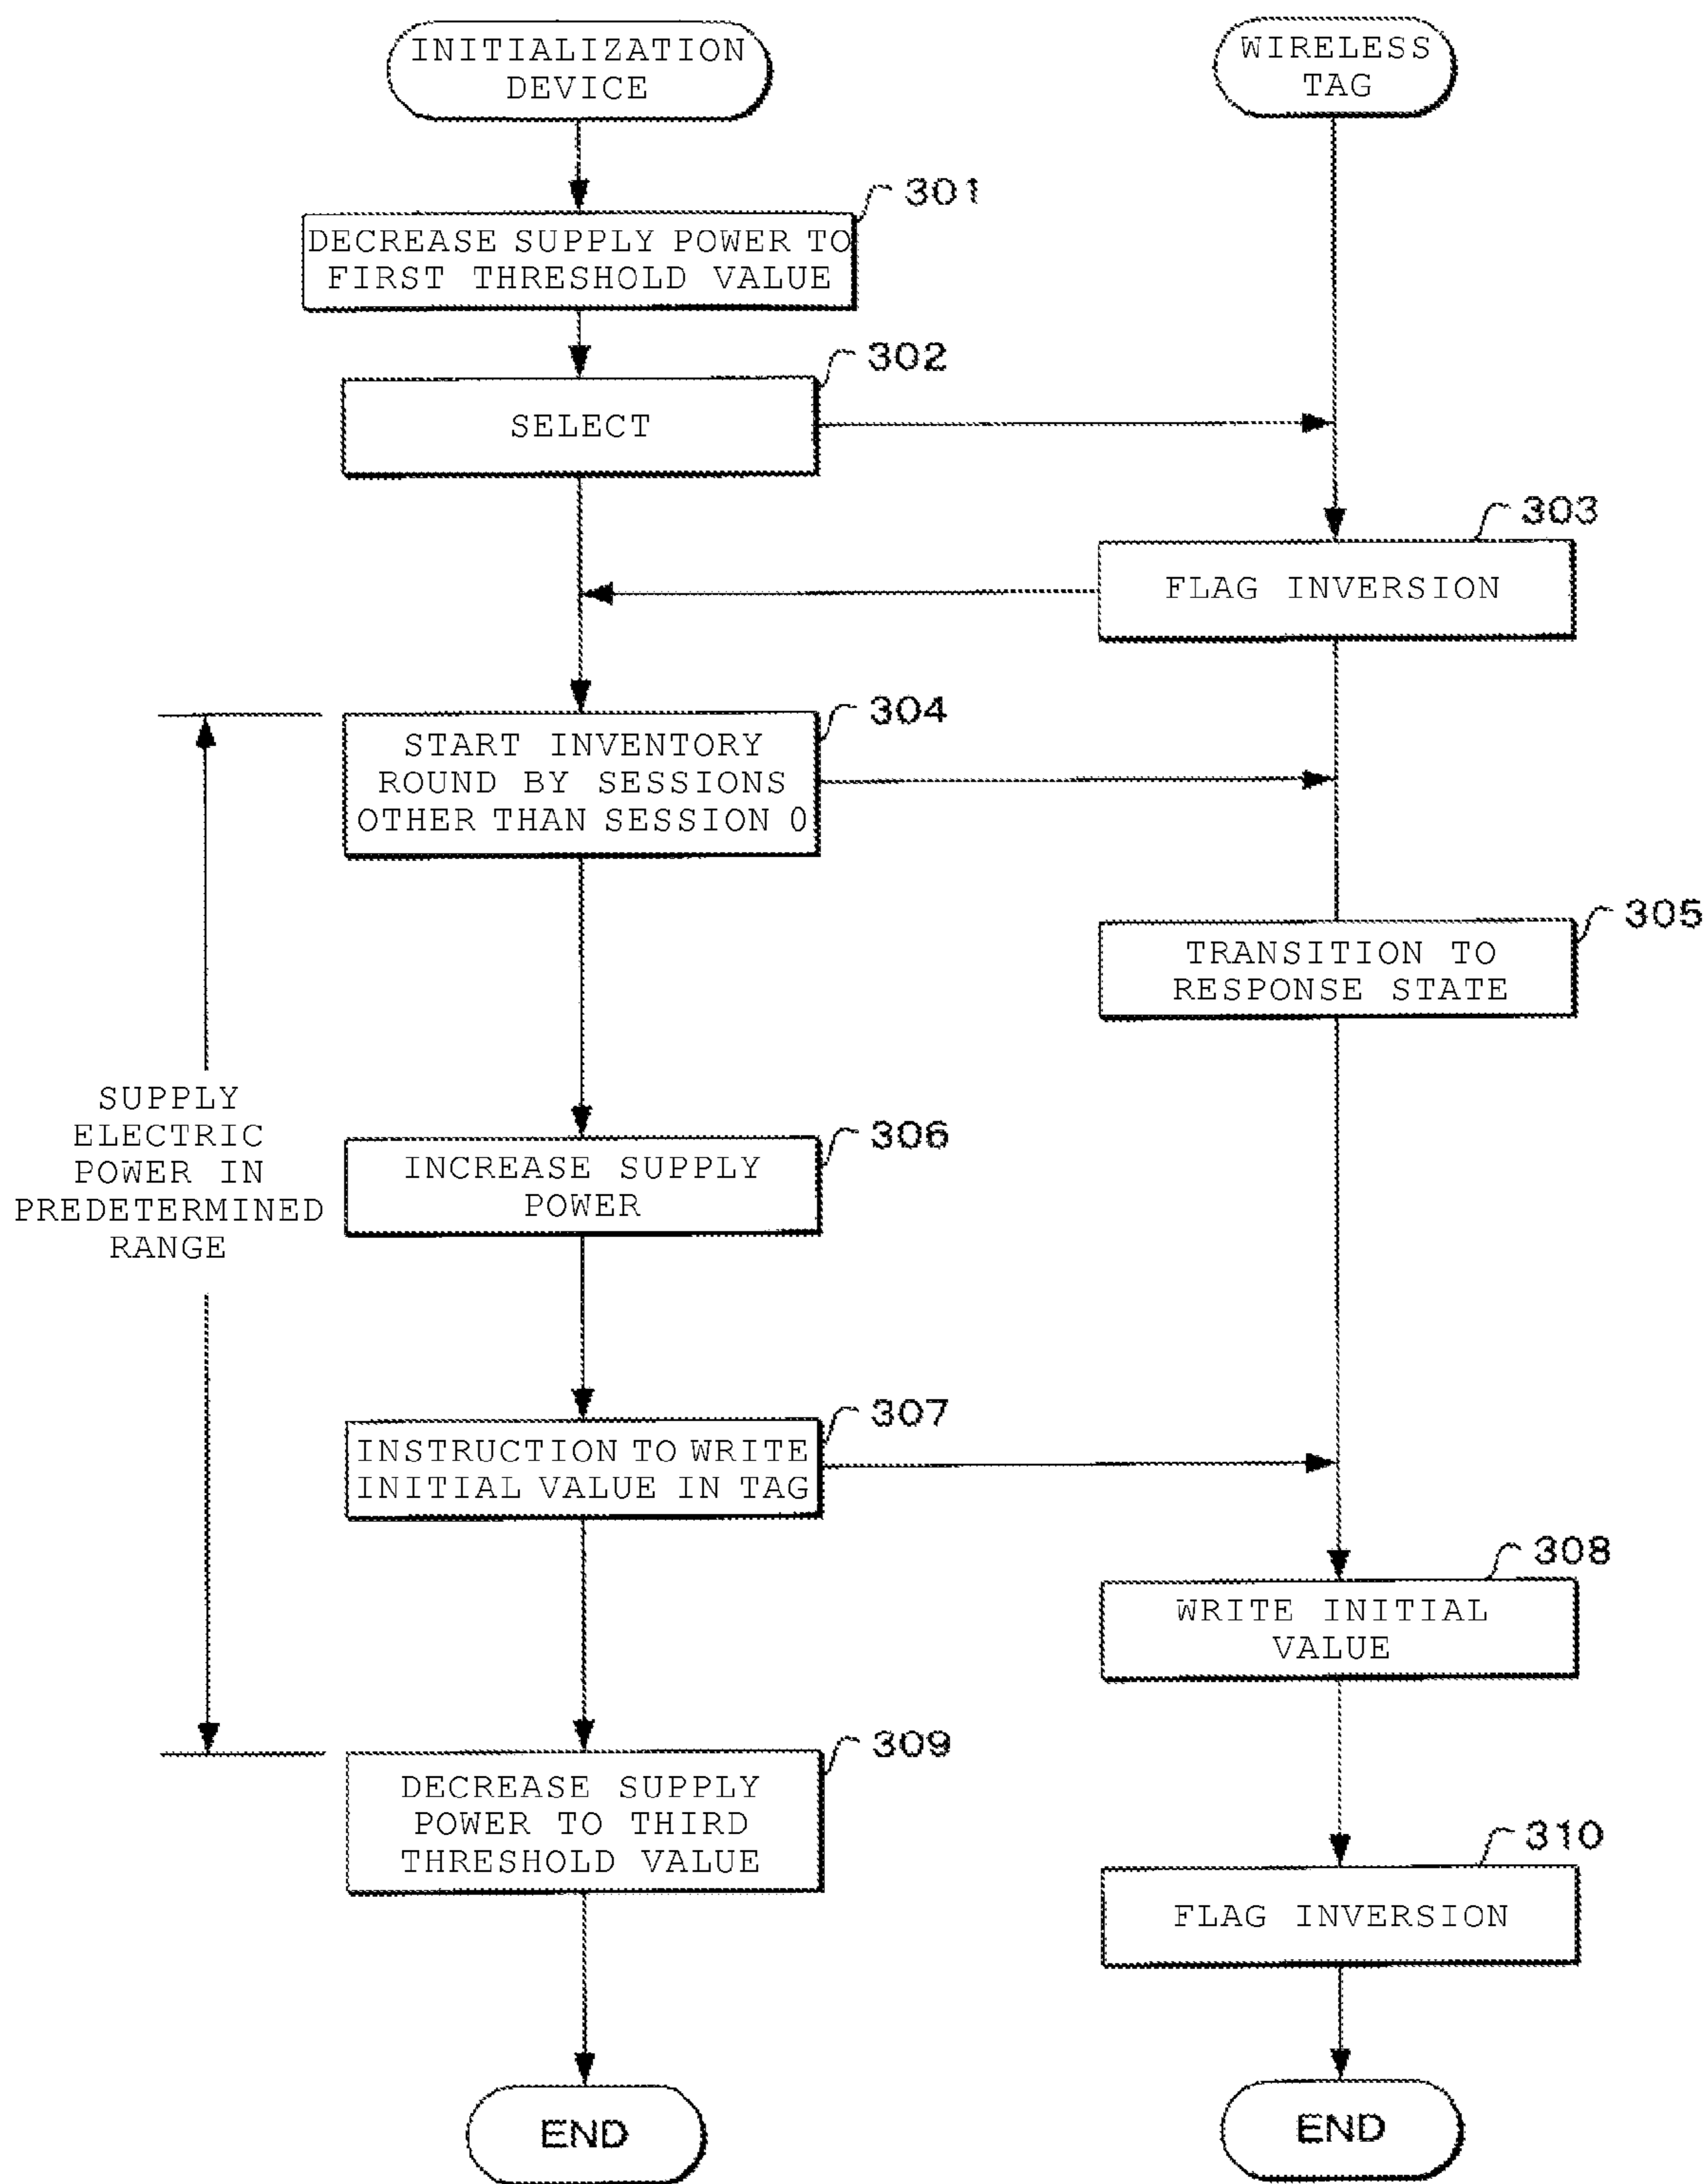 INITIALIZATION
DEVICE
WIRELESS
TAG
301
DECREASE SUPPLY POWER TO
FIRST THRESHOLD VALUE
302
SELECT
303
FLAG INVERSION
304
START INVENTORY
ROUND BY SESSIONS
OTHER THAN SESSION 0
305
TRANSITION TO
RESPONSE STATE
SUPPLY
ELECTRIC
POWER IN
PREDETERMINED
RANGE
306
INCREASE SUPPLY
POWER
307
INSTRUCTION TO WRITE
INITIAL VALUE IN TAG
308
WRITE INITIAL
VALUE
309
DECREASE SUPPLY
POWER TO THIRD
THRESHOLD VALUE
310
FLAG INVERSION
END
END